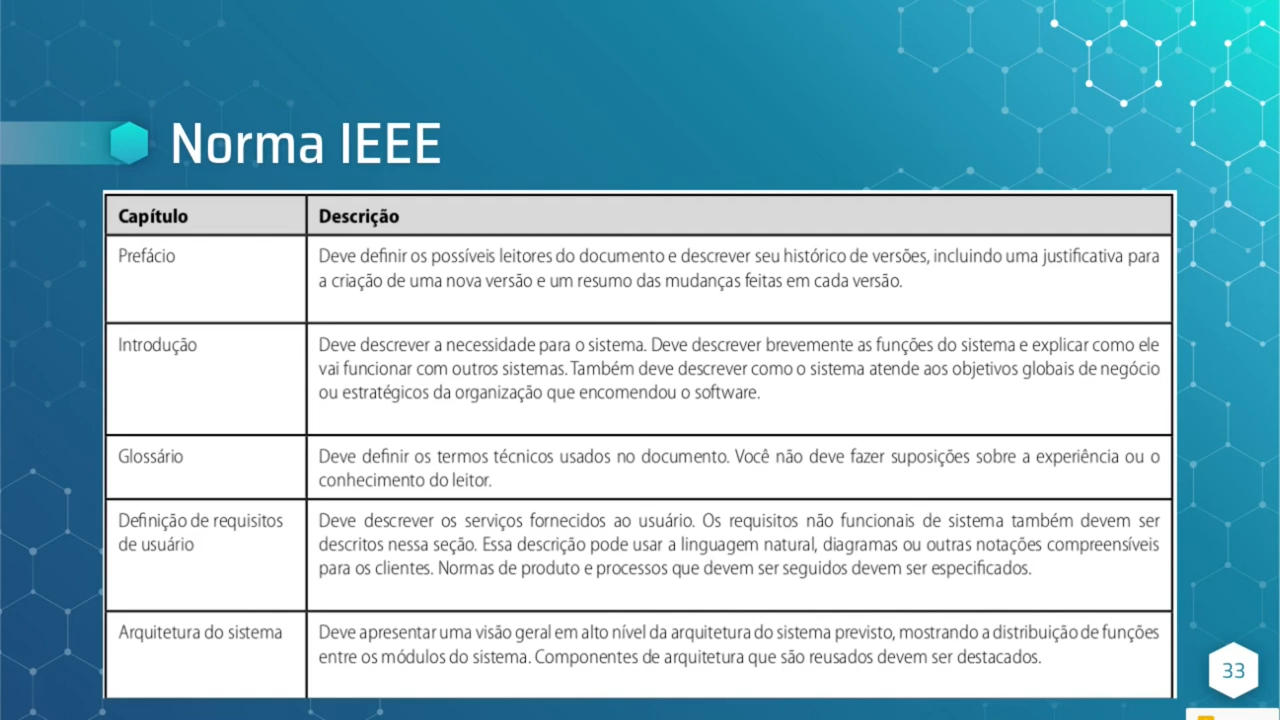 Norma IEEE
Capítulo
Descrição
Prefácio
Deve definir os possíveis leitores do documento e descrever seu histórico de versões, incluindo uma justificativa para
a criação de uma nova versão e um resumo das mudanças feitas em cada versão.
Introdução
Deve descrever a necessidade para o sistema. Deve descrever brevemente as funções do sistema e explicar como ele
vai funcionar com outros sistemas. Também deve descrever como o sistema atende aos objetivos globais de negócio
ou estratégicos da organização que encomendou o software.
Glossário
Deve definir os termos técnicos usados no documento. Você não deve fazer suposições sobre a experiência ou o
conhecimento do leitor.
Definição de requisitos
de usuário
Deve descrever os serviços fornecidos ao usuário. Os requisitos não funcionais de sistema também devem ser
descritos nessa seção. Essa descrição pode usar a linguagem natural, diagramas ou outras notações compreensíveis
para os clientes. Normas de produto e processos que devem ser seguidos devem ser especificados.
Arquitetura do sistema
Deve apresentar uma visão geral em alto nível da arquitetura do sistema previsto, mostrando a distribuição de funções
entre os módulos do sistema. Componentes de arquitetura que são reusados devem ser destacados.
33